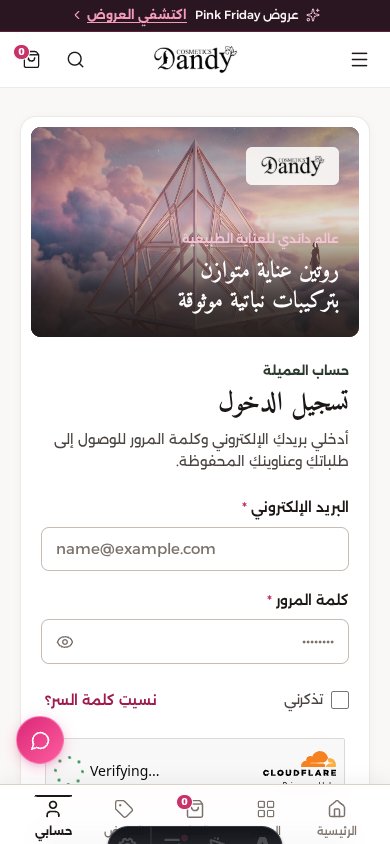 عروض Pink Friday اكتشفي العروض
0
COSMETICS
Dandy
COSMETICS
Dandy
عالم داندي للعناية الطبيعية
روتين عناية متوازن
بتركيبات نباتية موثوقة
حساب العميلة
تسجيل الدخول
أدخلي بريدكِ الإلكتروني وكلمة المرور للوصول إلى
طلباتكِ وعناوينكِ المحفوظة.
البريد الإلكتروني *
name@example.com
كلمة المرور *
تذكرني
نسيتِ كلمة السر؟
Verifying...
CLOUDFLARE
0
الرئيسية
حسابي